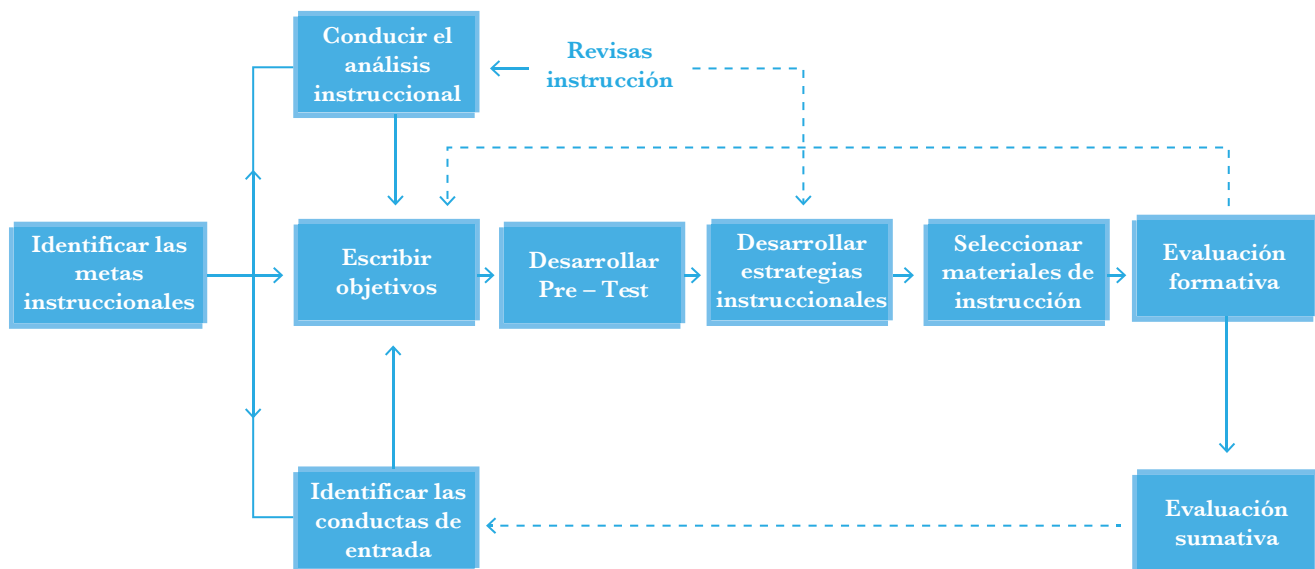 Conducir el
análisis
instruccional
Revisas
instrucción
Identificar las
metas
instruccionales
Escribir
objetivos
Desarrollar
Pre – Test
Desarrollar
estrategias
instruccionales
Seleccionar
materiales de
instrucción
Evaluación
formativa
Identificar las
conductas de
entrada
Evaluación
sumativa